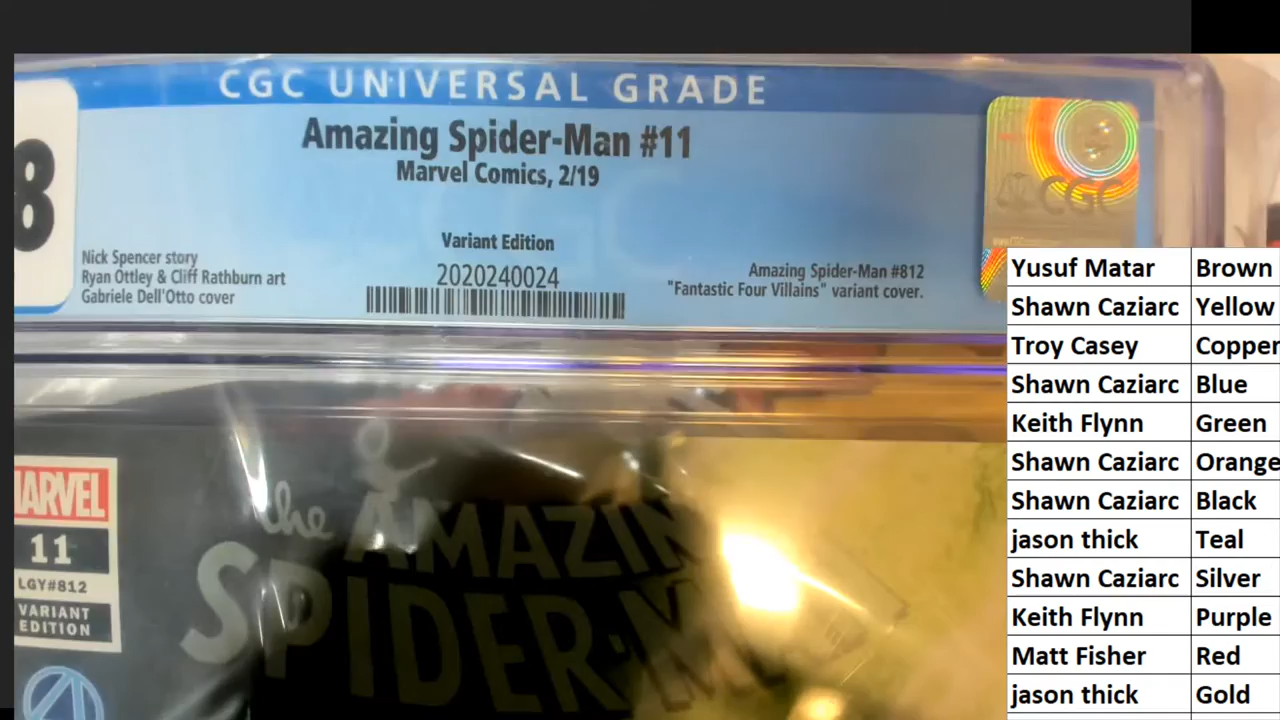 CGC UNIVERSAL GRADE
8
Amazing Spider-Man #11
Marvel Comics, 2/19
Variant Edition
2020240024
Nick Spencer story
Ryan Ottley & Cliff Rathburn art
Gabriele Dell'Otto cover
Amazing Spider-Man #812
"Fantastic Four Villains" variant cover.
CGC
MARVEL
11
LGY#812
VARIANT
EDITION
the AMAZIN
SPIDER-M
Yusuf Matar Brown
Shawn Caziarc Yellow
Troy Casey Copper
Shawn Caziarc Blue
Keith Flynn Green
Shawn Caziarc Orange
Shawn Caziarc Black
jason thick Teal
Shawn Caziarc Silver
Keith Flynn Purple
Matt Fisher Red
jason thick Gold